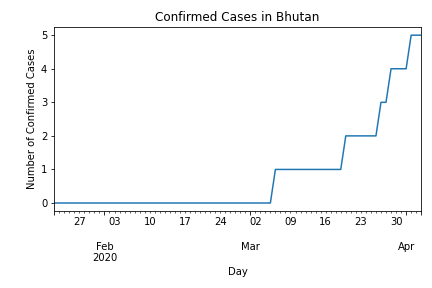 Confirmed Cases in Bhutan
Number of Confirmed Cases
5
4
3
2
1
0
27 03 10 17 24 02 09 16 23 30
Feb Mar Apr
2020
Day